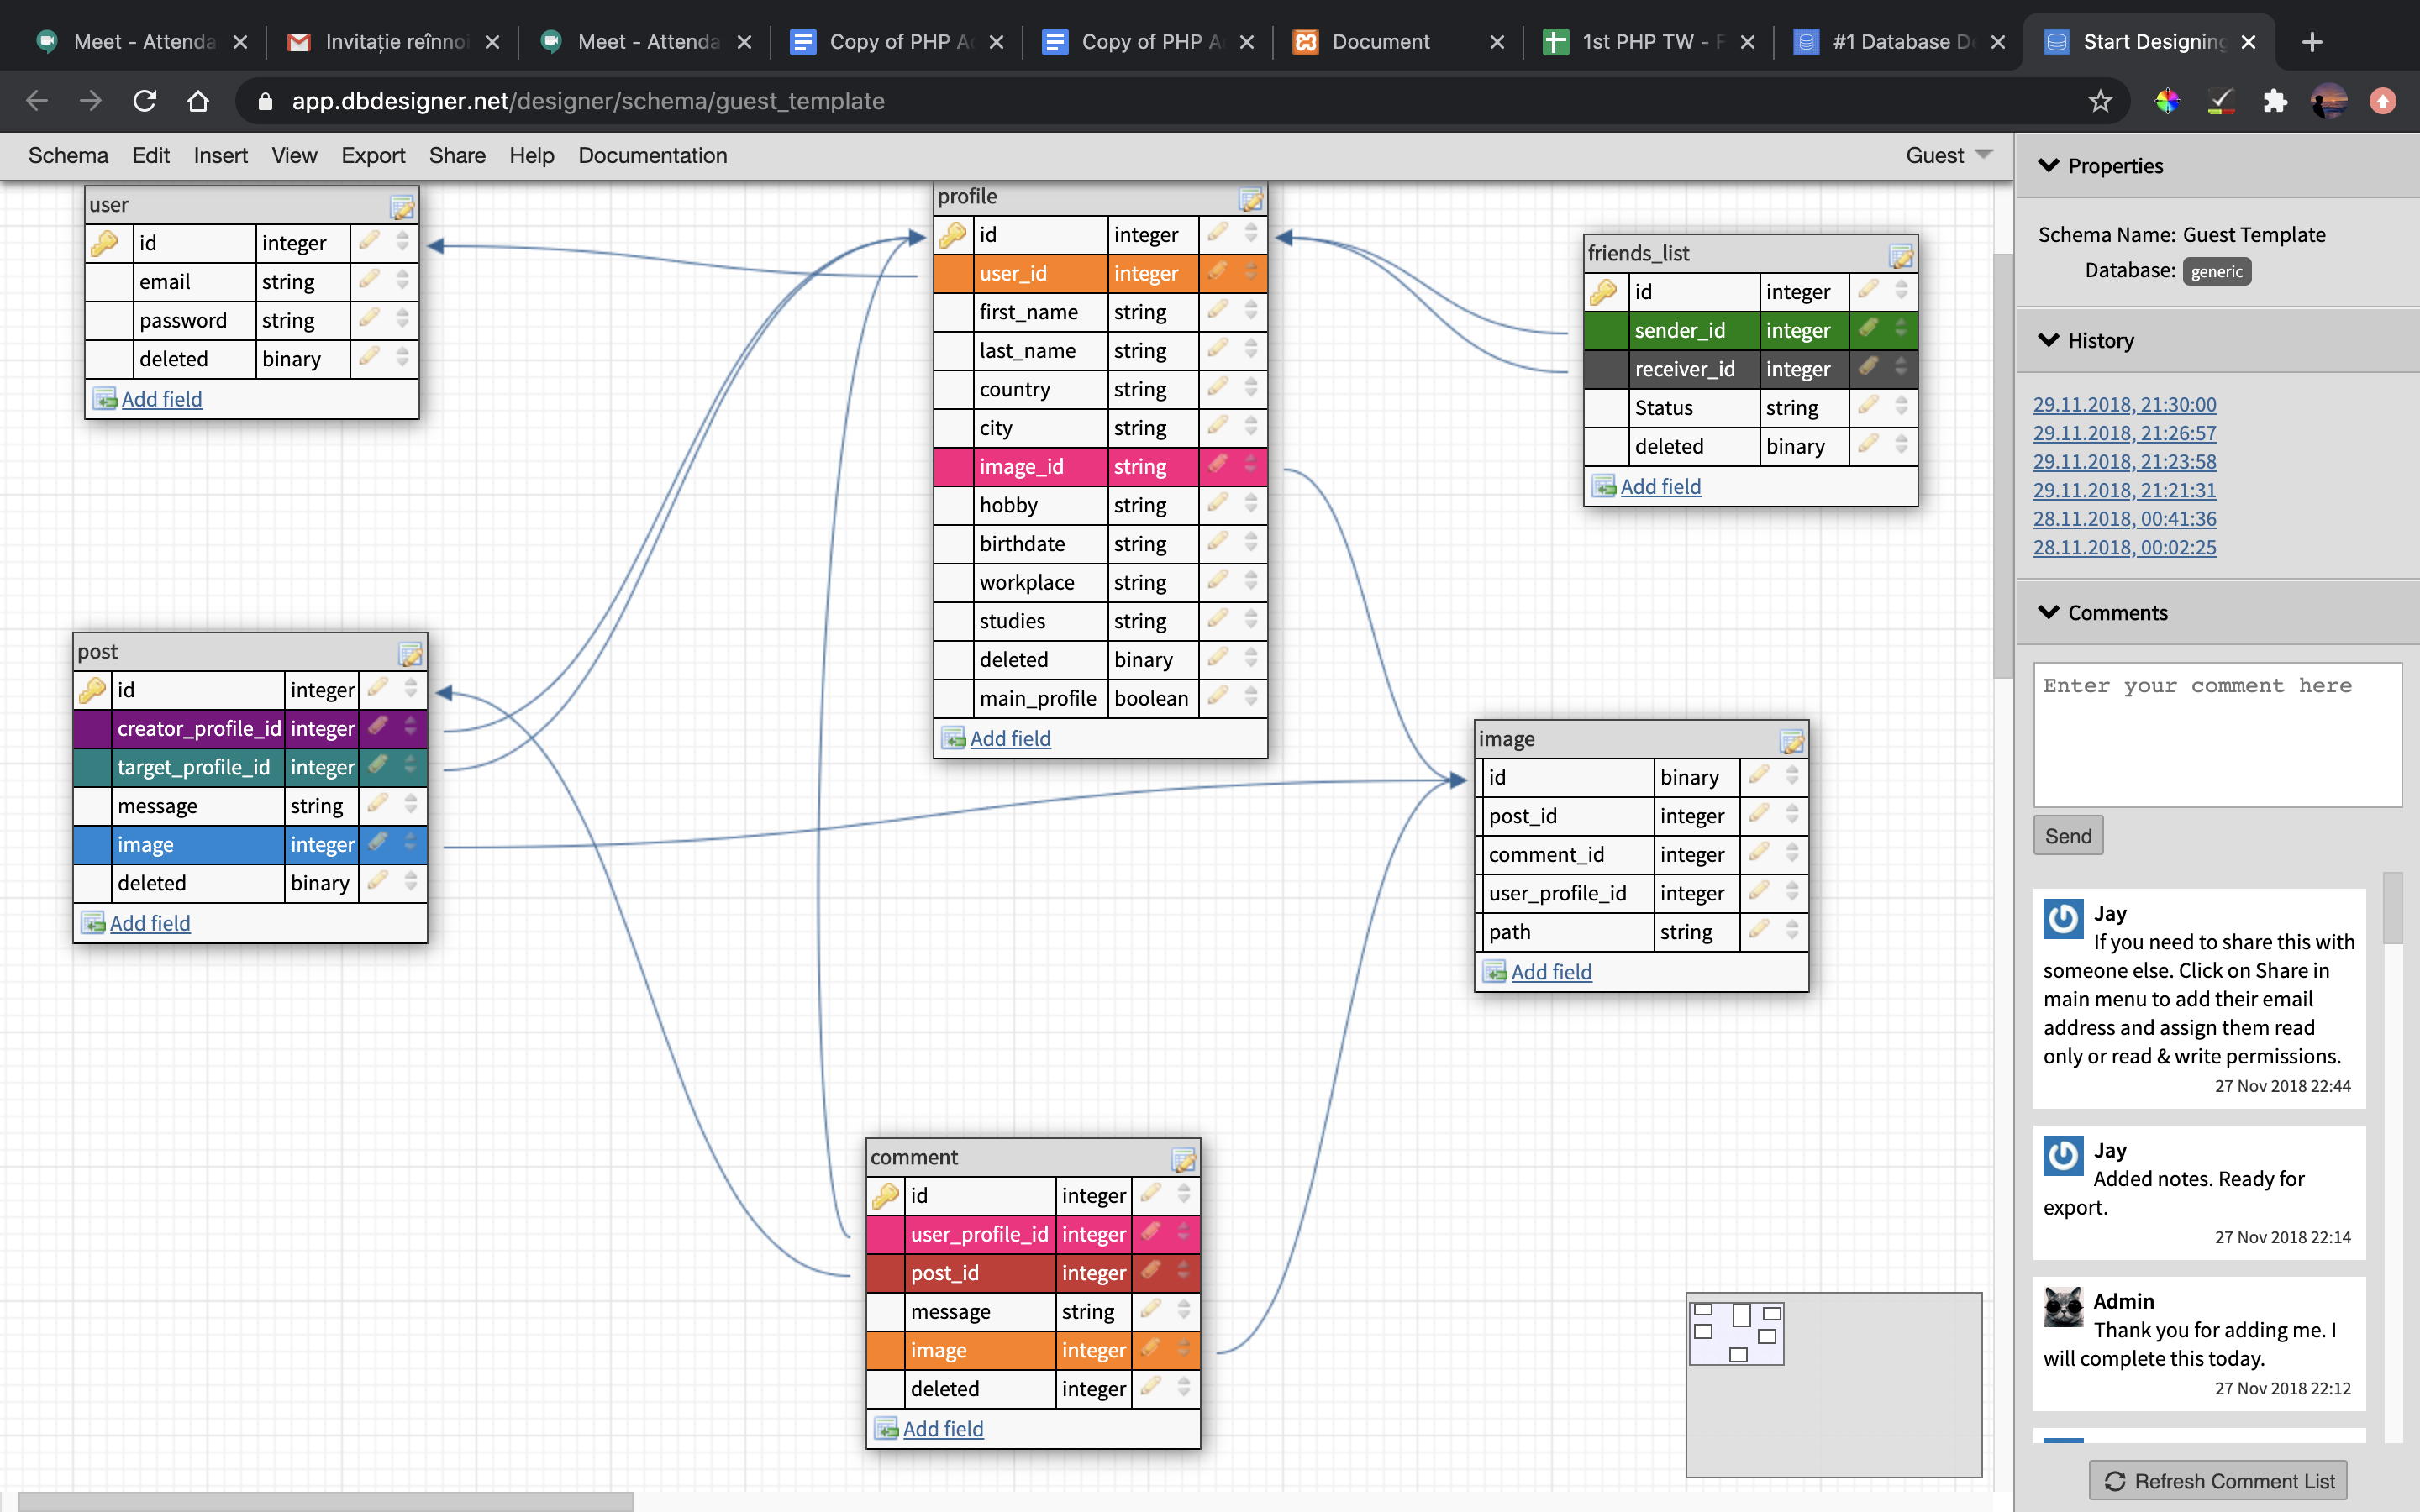 Meet - Attenda
Invitație reînnoi
Meet - Attenda
Copy of PHP Ac
Copy of PHP A
Document
1st PHP TW - F
#1 Database De
Start Designing
app.dbdesigner.net/designer/schema/guest_template
Schema Edit Insert View Export Share Help Documentation
Guest
user
id integer
email string
password string
deleted binary
Add field
profile
id integer
user_id integer
first_name string
last_name string
country string
city string
image_id string
hobby string
birthdate string
workplace string
studies string
deleted binary
main_profile boolean
Add field
friends_list
id integer
sender_id integer
receiver_id integer
Status string
deleted binary
Add field
post
id integer
creator_profile_id integer
target_profile_id integer
message string
image integer
deleted binary
Add field
image
id binary
post_id integer
comment_id integer
user_profile_id integer
path string
Add field
comment
id integer
user_profile_id integer
post_id integer
message string
image integer
deleted integer
Add field
Properties
Schema Name: Guest Template
Database: generic
History
29.11.2018, 21:30:00
29.11.2018, 21:26:57
29.11.2018, 21:23:58
29.11.2018, 21:21:31
28.11.2018, 00:41:36
28.11.2018, 00:02:25
Comments
Enter your comment here
Send
Jay
If you need to share this with
someone else. Click on Share in
main menu to add their email
address and assign them read
only or read & write permissions.
27 Nov 2018 22:44
Jay
Added notes. Ready for
export.
27 Nov 2018 22:14
Admin
Thank you for adding me. I
will complete this today.
27 Nov 2018 22:12
Refresh Comment List